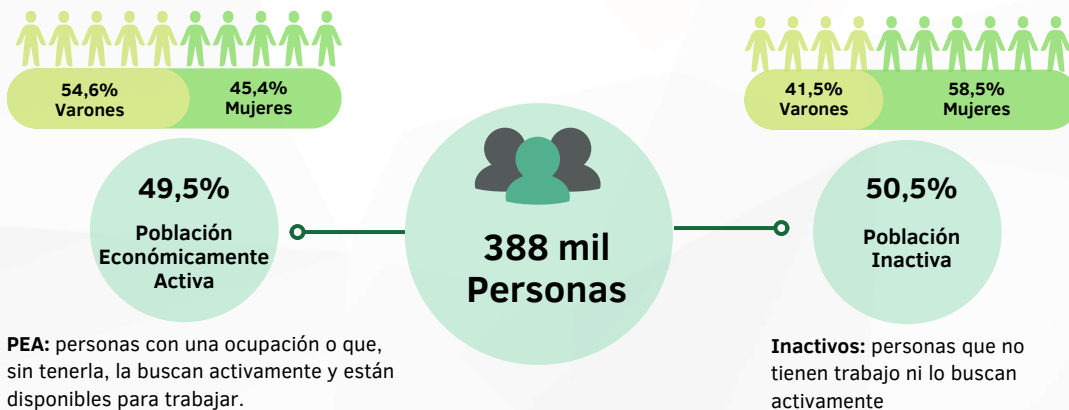 54,6%
Varones
45,4%
Mujeres
49,5%
Población
Económicamente
Activa
PEA: personas con una ocupación o que,
sin tenerla, la buscan activamente y están
disponibles para trabajar.
388 mil
Personas
41,5%
Varones
58,5%
Mujeres
50,5%
Población
Inactiva
Inactivos: personas que no
tienen trabajo ni lo buscan
activamente